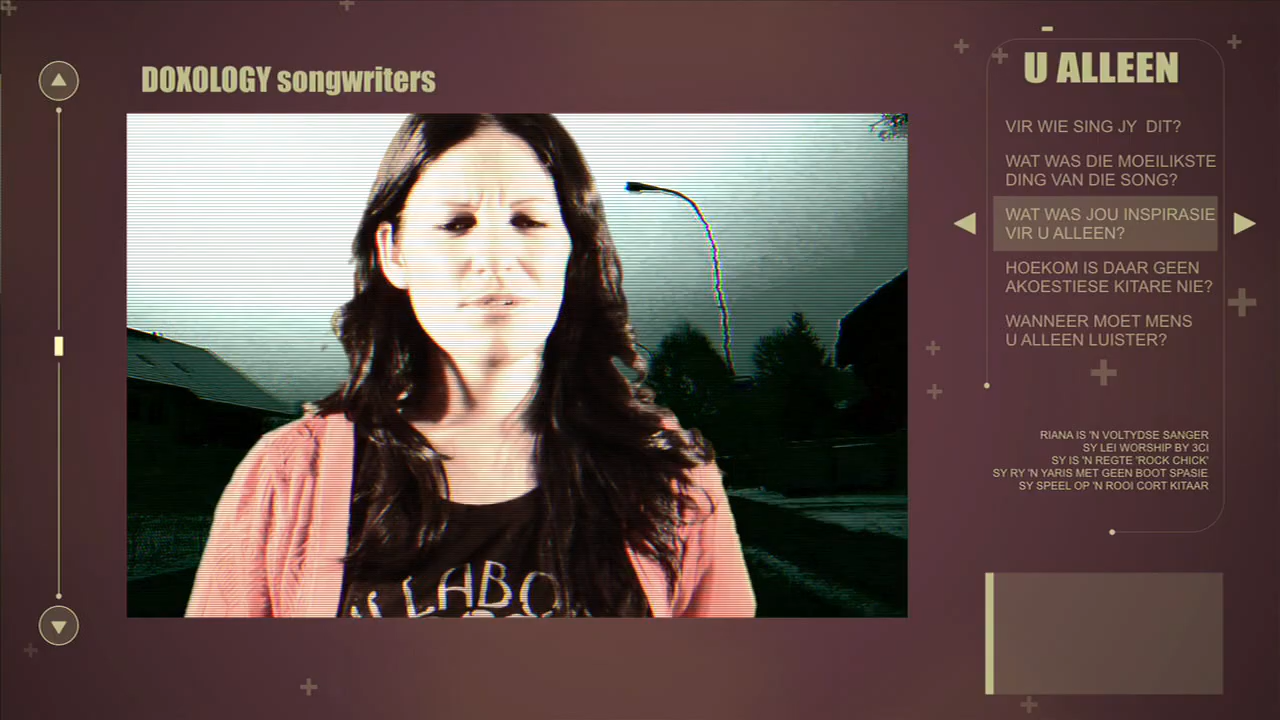 DOXOLOGY songwriters
U ALLEEN
VIR WIE SING JY DIT?
WAT WAS DIE MOEILIKSTE
DING VAN DIE SONG?
WAT WAS JOU INSPIRASIE
VIR U ALLEEN?
HOEKOM IS DAAR GEEN
AKOESTIESE KITARE NIE?
WANNEER MOET MENS
U ALLEEN LUISTER?
RIANA IS 'N VOLTYDSE SANGER
SY LEI WORSHIP BY 3CI
SY IS 'N REGTE 'ROCK CHICK'
SY RY 'N YARIS MET GEEN BOOT SPASIE
SY SPEEL OP 'N ROOI CORT KITAAR